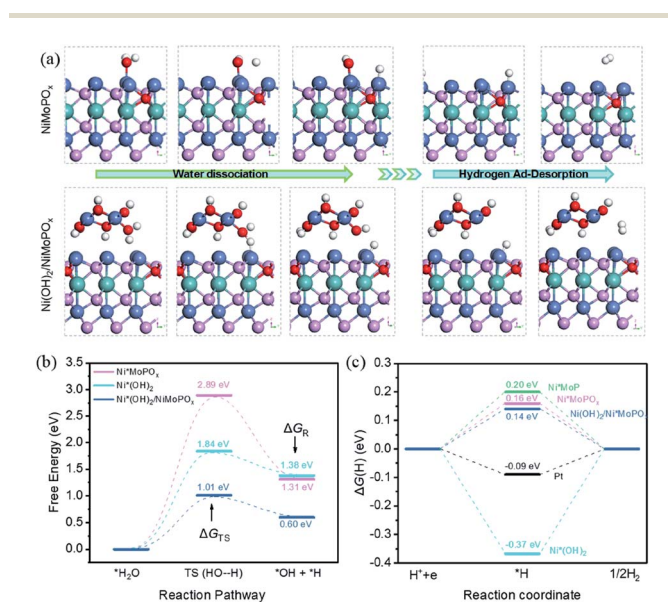 (a)
NiMoPOₓ
Water dissociation
Hydrogen Ad-Desorption
Ni(OH)₂/NiMoPOₓ
(b)
Ni*MoPOₓ
Ni*(OH)₂
Ni*(OH)₂/NiMoPOₓ
2.89 eV
1.84 eV
1.01 eV
ΔG_R
1.38 eV
1.31 eV
0.60 eV
ΔG_TS
Free Energy (eV)
3.5
3.0
2.5
2.0
1.5
1.0
0.5
0.0
*H₂O
TS (HO--H)
*OH + *H
Reaction Pathway
(c)
ΔG(H) (eV)
0.3
0.2
0.1
0.0
-0.1
-0.2
-0.3
-0.4
0.20 eV
Ni*MoP
0.16 eV
Ni*MoPOₓ
0.14 eV
Ni(OH)₂/Ni*MoPO
-0.09 eV
Pt
-0.37 eV
Ni*(OH)₂
H⁺+e
*H
1/2H₂
Reaction coordinate